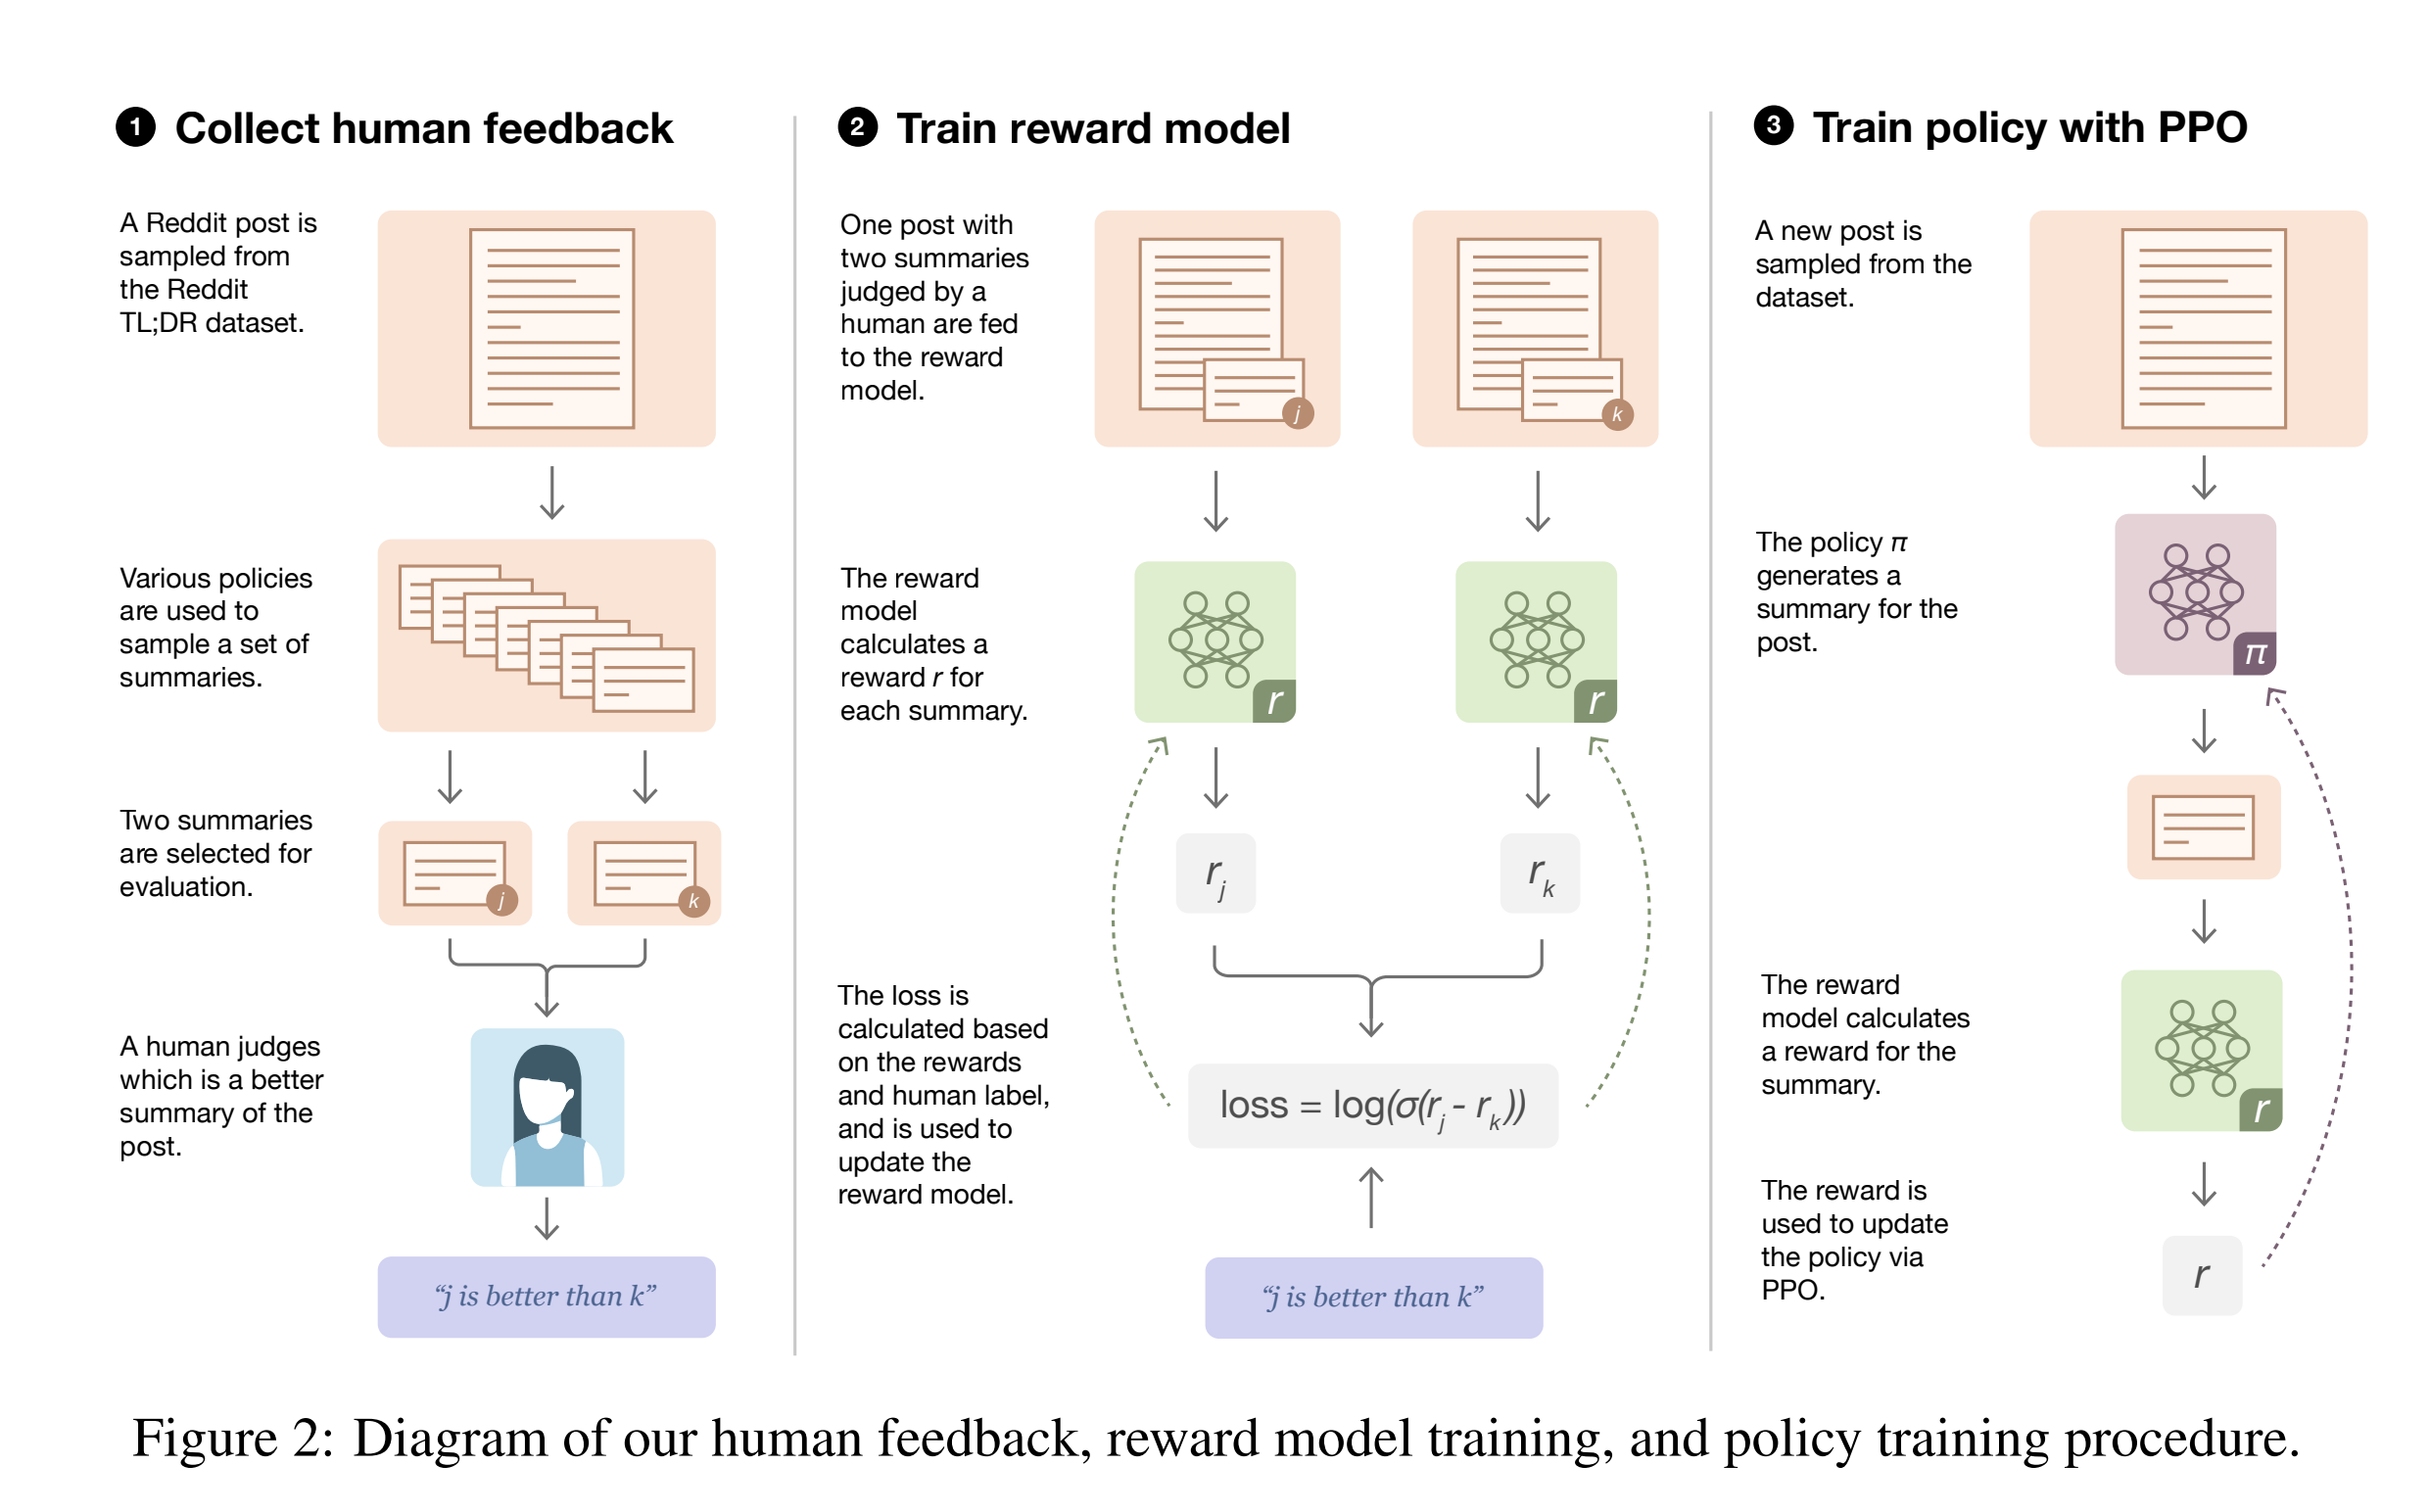 1 Collect human feedback
A Reddit post is
sampled from
the Reddit
TL;DR dataset.
Various policies
are used to
sample a set of
summaries.
Two summaries
are selected for
evaluation.
j
k
A human judges
which is a better
summary of the
post.
“j is better than k”
2 Train reward model
One post with
two summaries
judged by a
human are fed
to the reward
model.
j
k
The reward
model
calculates a
reward r for
each summary.
r
r
r_j
r_k
The loss is
calculated based
on the rewards
and human label,
and is used to
update the
reward model.
loss = log(σ(r_j - r_k))
“j is better than k”
3 Train policy with PPO
A new post is
sampled from the
dataset.
The policy π
generates a
summary for the
post.
π
The reward
model calculates
a reward for the
summary.
r
The reward is
used to update
the policy via
PPO.
r
Figure 2: Diagram of our human feedback, reward model training, and policy training procedure.